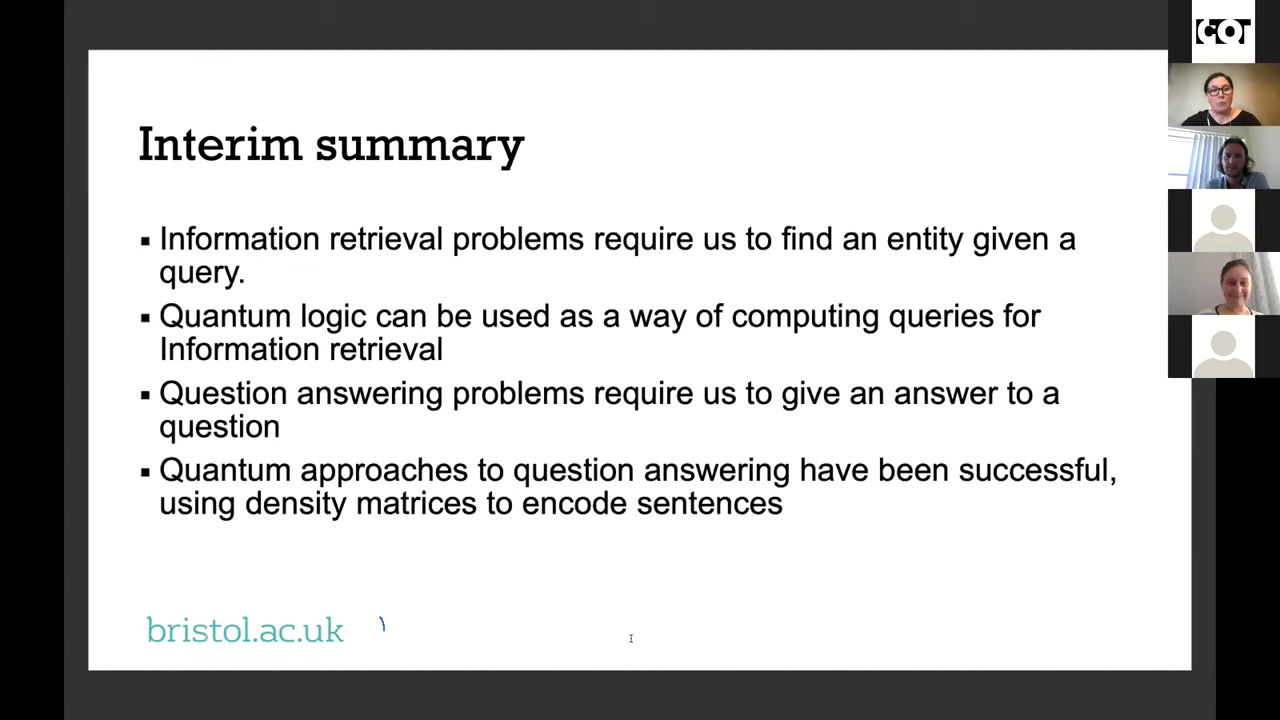 Interim summary
Information retrieval problems require us to find an entity given a
query.
Quantum logic can be used as a way of computing queries for
Information retrieval
Question answering problems require us to give an answer to a
question
Quantum approaches to question answering have been successful,
using density matrices to encode sentences
bristol.ac.uk